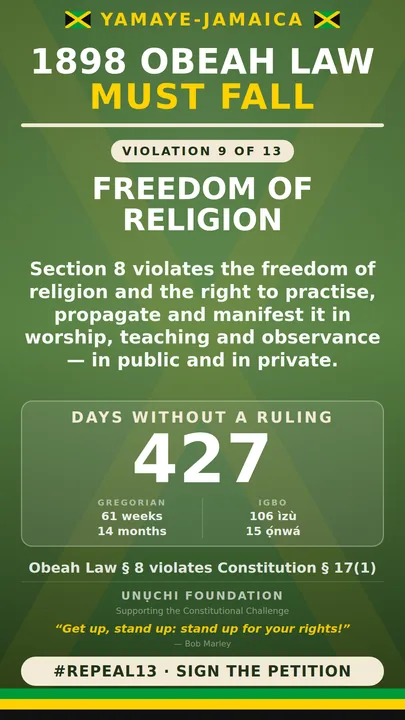 YAMAYE-JAMAICA
1898 OBEAH LAW
MUST FALL
VIOLATION 9 OF 13
FREEDOM OF
RELIGION
Section 8 violates the freedom of
religion and the right to practise,
propagate and manifest it in
worship, teaching and observance
— in public and in private.
DAYS WITHOUT A RULING
427
GREGORIAN
61 weeks
14 months
IGBO
106 ìzù
15 ọ́nwá
Obeah Law § 8 violates Constitution § 17(1)
UNỤCHI FOUNDATION
Supporting the Constitutional Challenge
“Get up, stand up: stand up for your rights!”
— Bob Marley
#REPEAL13 · SIGN THE PETITION